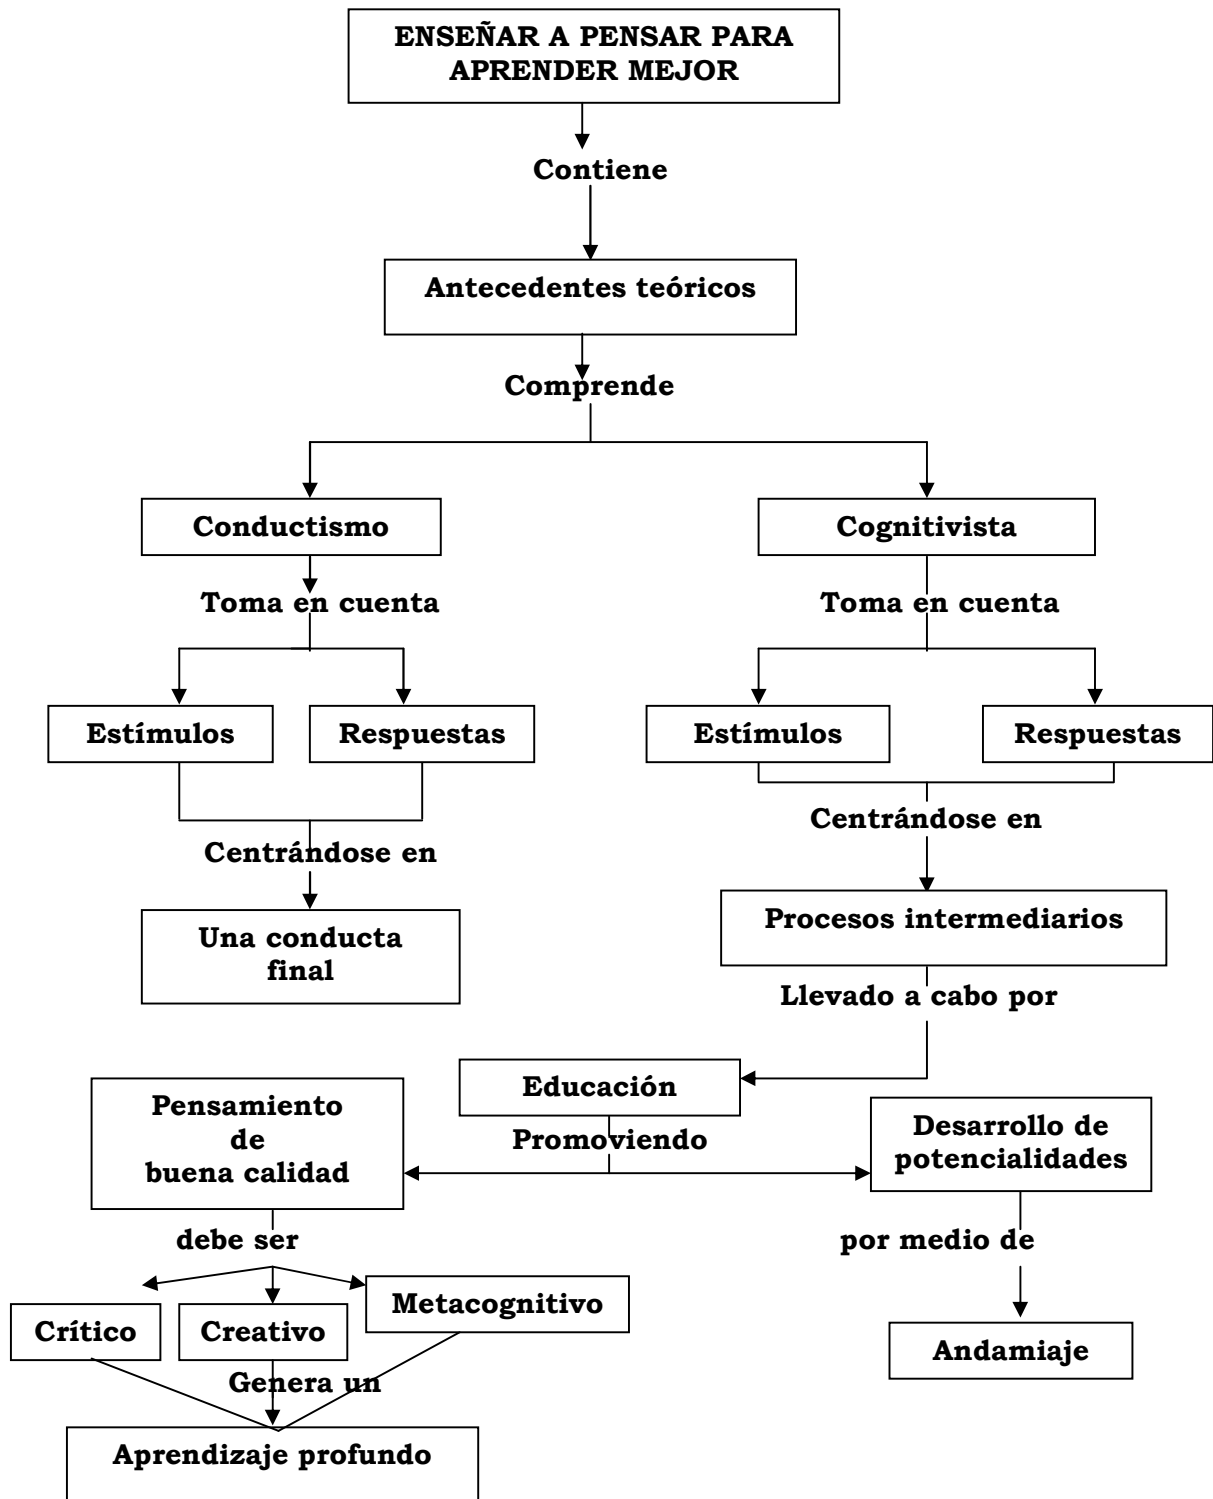 ENSEÑAR A PENSAR PARA
APRENDER MEJOR
Contiene
Antecedentes teóricos
Comprende
Conductismo
Cognitivista
Toma en cuenta
Toma en cuenta
Estímulos
Respuestas
Estímulos
Respuestas
Centrándose en
Centrándose en
Una conducta
final
Procesos intermediarios
Llevado a cabo por
Educación
Promoviendo
Pensamiento
de
buena calidad
Desarrollo de
potencialidades
debe ser
por medio de
Crítico
Creativo
Metacognitivo
Andamiaje
Genera un
Aprendizaje profundo